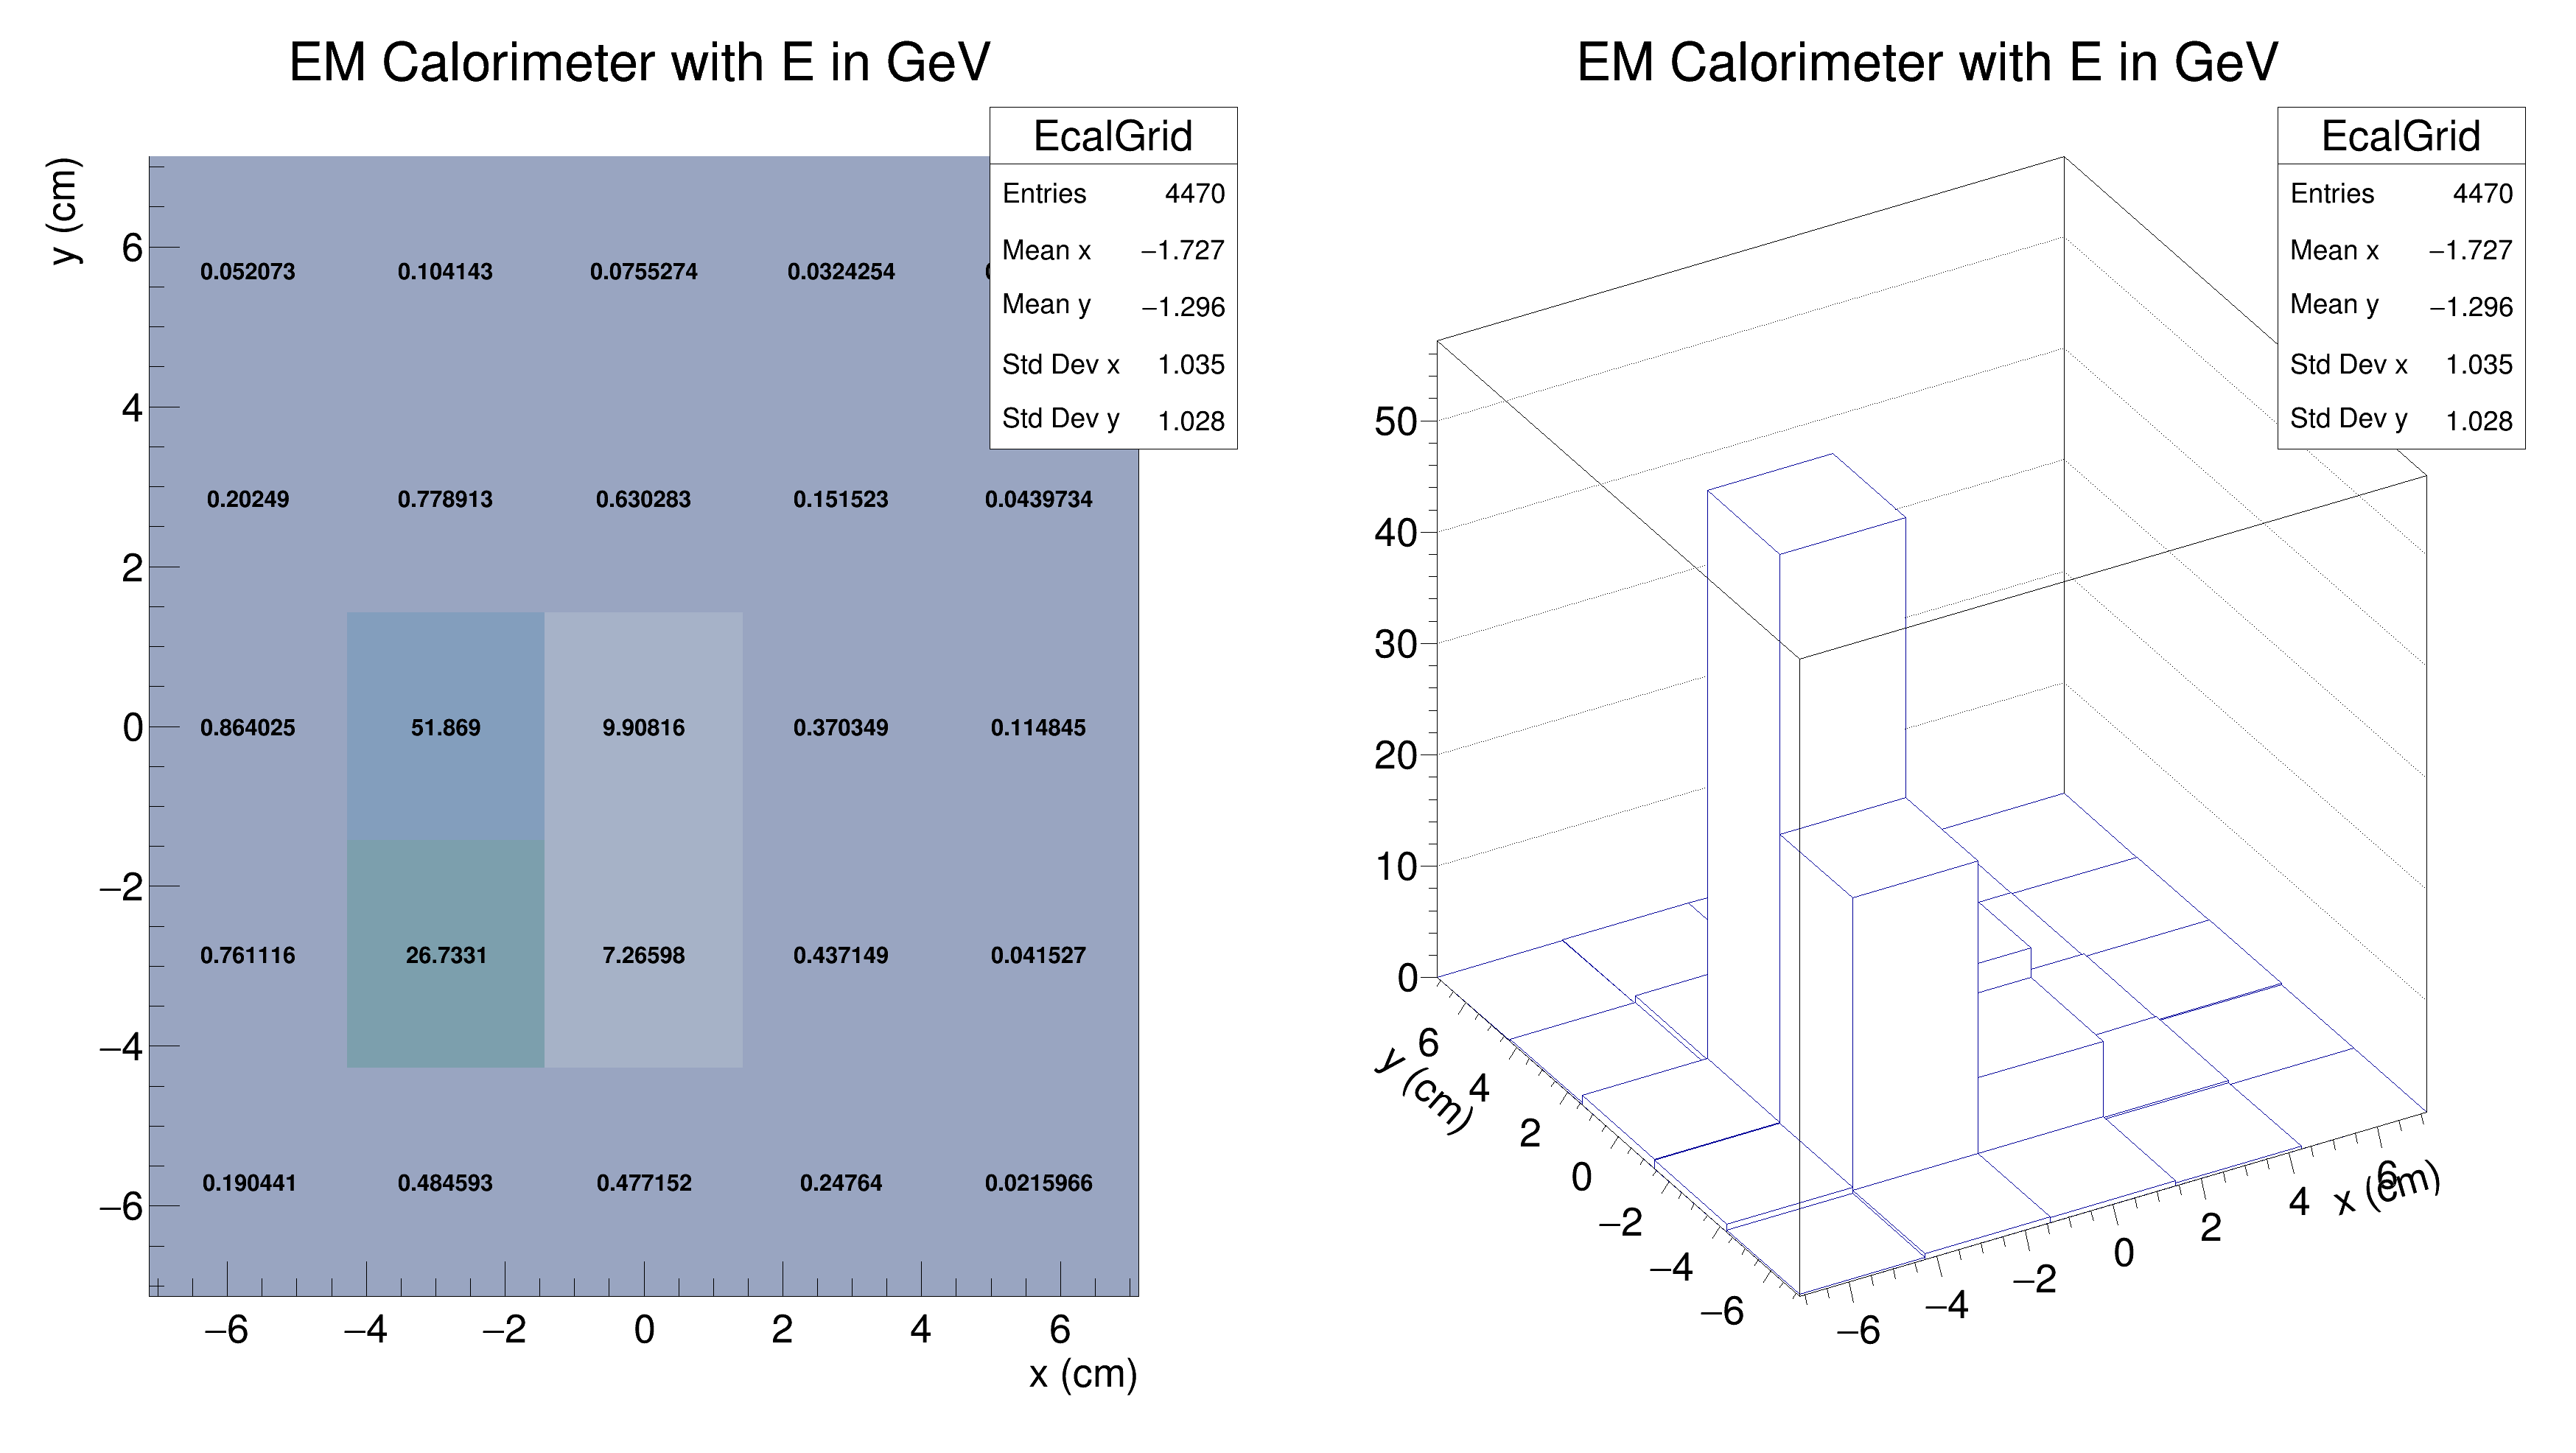 EM Calorimeter with E in GeV
EcalGrid
Entries 4470
Mean x −1.727
Mean y −1.296
Std Dev x 1.035
Std Dev y 1.028
y (cm)
6
4
2
0
−2
−4
−6
0.052073 0.104143 0.0755274 0.0324254
0.20249 0.778913 0.630283 0.151523 0.0439734
0.864025 51.869 9.90816 0.370349 0.114845
0.761116 26.7331 7.26598 0.437149 0.041527
0.190441 0.484593 0.477152 0.24764 0.0215966
−6 −4 −2 0 2 4 6
x (cm)
EM Calorimeter with E in GeV
EcalGrid
Entries 4470
Mean x −1.727
Mean y −1.296
Std Dev x 1.035
Std Dev y 1.028
50
40
30
20
10
0
6
4
2
0
−2
−4
−6
y (cm)
−6
−4
−2
0
2
4
6
x (cm)